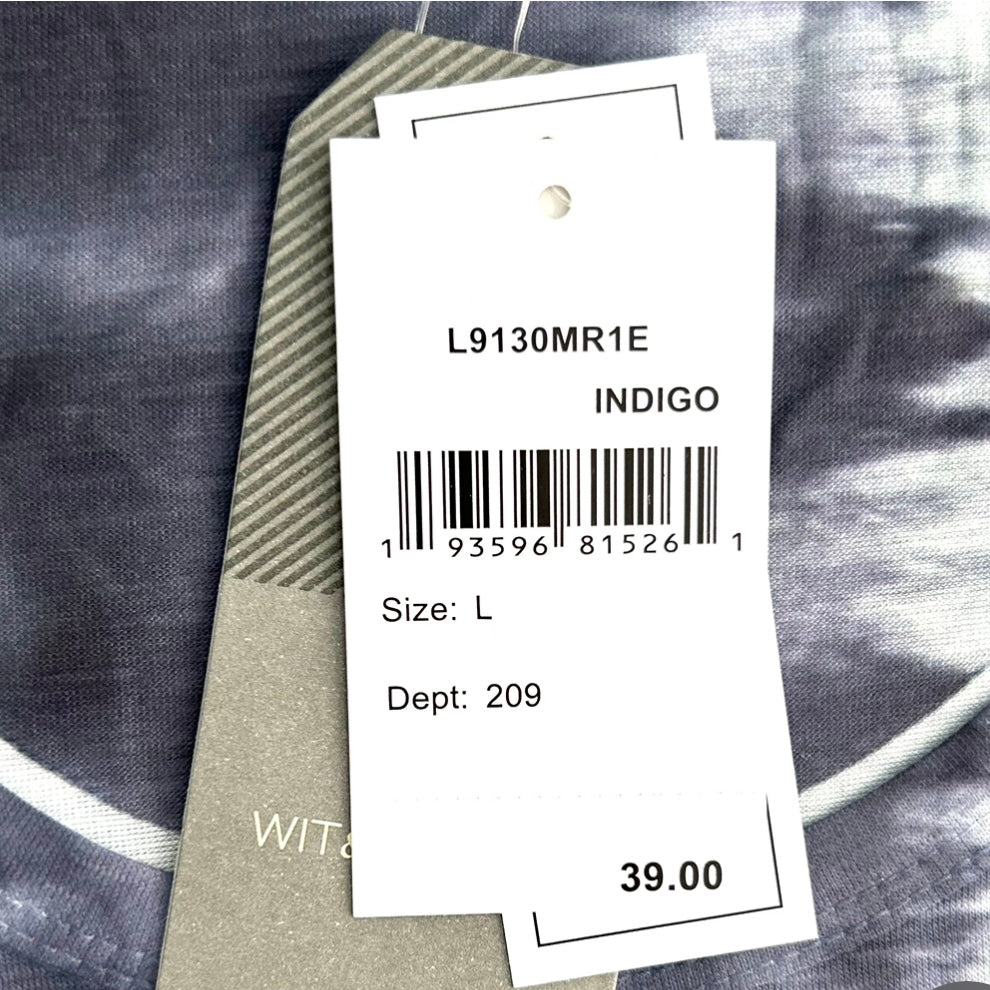 L9130MR1E
INDIGO
1 93596 81526 1
Size: L
Dept: 209
WIT&
39.00